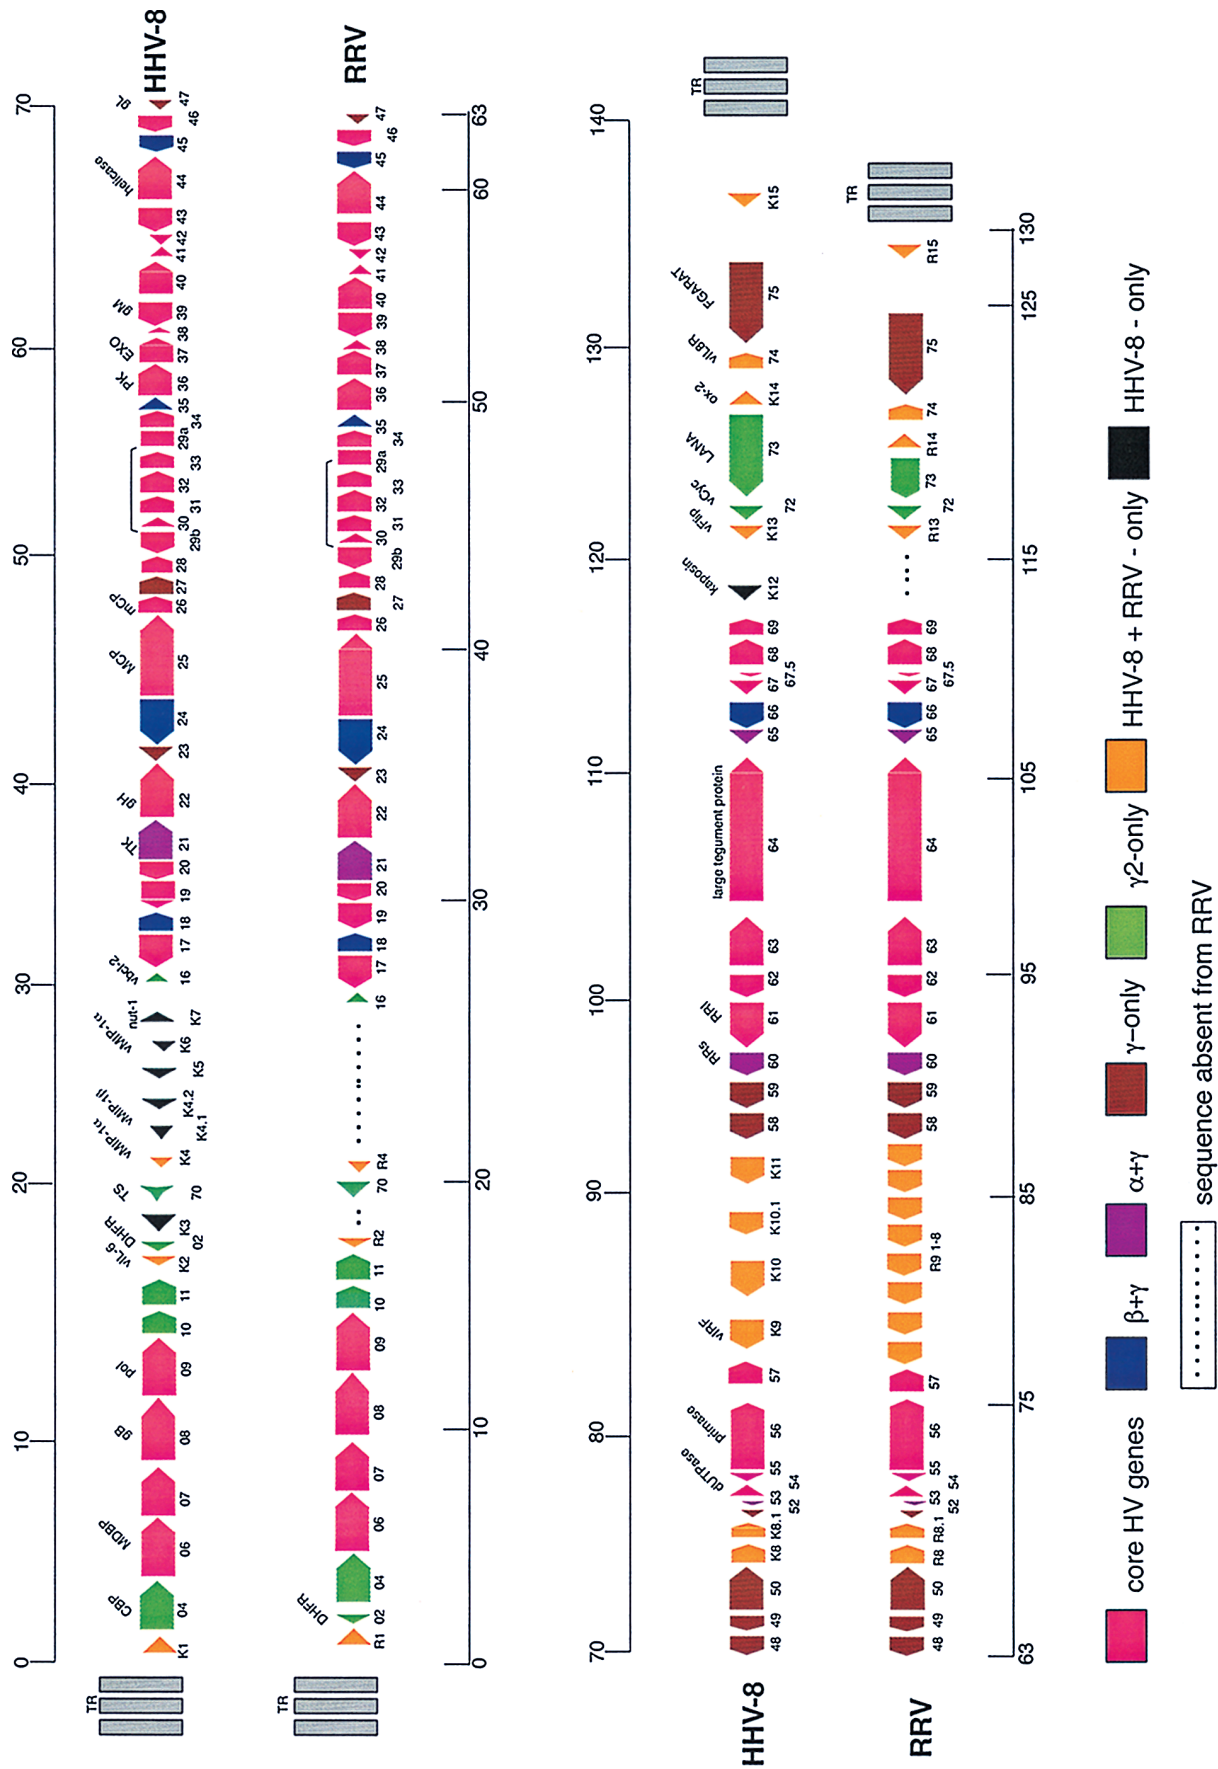 0 10 20 30 40 50 60 70
CBP MDBP gB pol vIL-6 DHFR TS vMIP-1α vMIP-1β vMIP-1α nut-1 vbcl-2 TK gH MCP mCP PK EXO gM helicase gL
TR HHV-8
K1 04 06 07 08 09 10 11 K2 02 K3 70 K4 K4.1 K4.2 K5 K6 K7 16 17 18 19 20 21 22 23 24 25 26 27 28 29b 30 31 32 33 29a 34 35 36 37 38 39 40 41 42 43 44 45 46 47
DHFR
TR RRV
R1 02 04 06 07 08 09 10 11 R2 70 R4 16 17 18 19 20 21 22 23 24 25 26 27 28 29b 30 31 32 33 29a 34 35 36 37 38 39 40 41 42 43 44 45 46 47
0 10 20 30 40 50 60 63
70 80 90 100 110 120 130 140
dUTPase primase vIRF RRs RRl large tegument protein kaposin vFlip vCyc LANA ox-2 vIL8R FGARAT TR
HHV-8
48 49 50 K8 K8.1 52 53 54 55 56 57 K9 K10 K10.1 K11 58 59 60 61 62 63 64 65 66 67 67.5 68 69 K12 K13 72 73 K14 74 75 K15
TR
RRV
48 49 50 R8 R8.1 52 53 54 55 56 57 R9 1-8 58 59 60 61 62 63 64 65 66 67 67.5 68 69 R13 72 73 R14 74 75 R15
63 75 85 95 105 115 125 130
core HV genes β+γ α+γ γ-only γ2-only HHV-8 + RRV - only HHV-8 - only
sequence absent from RRV